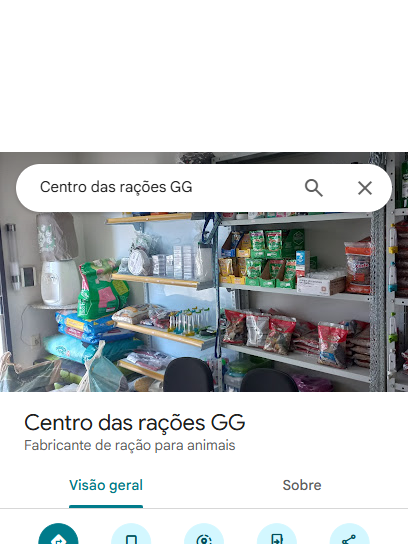 Centro das rações GG
Centro das rações GG
Fabricante de ração para animais
Visão geral
Sobre